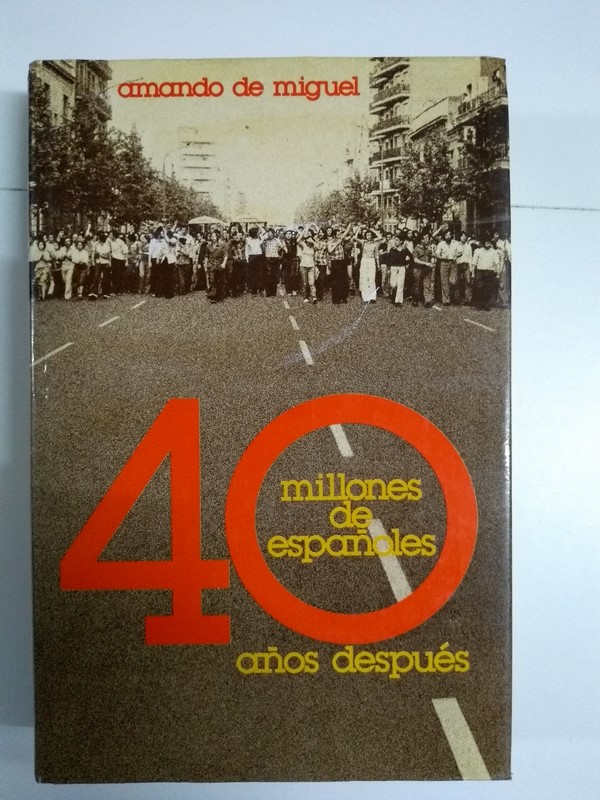 amando de miguel
40
millones
de
españoles
años después